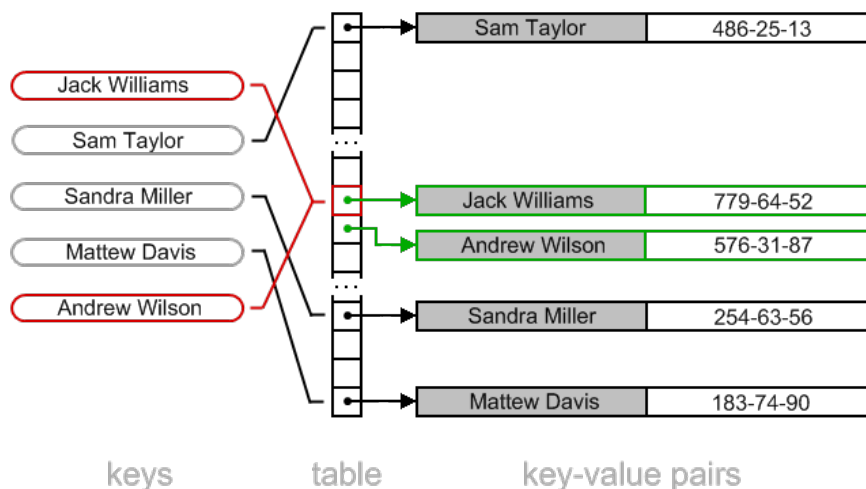 Sam Taylor 486-25-13
Jack Williams
Sam Taylor
...
Sandra Miller
Jack Williams 779-64-52
Mattew Davis
Andrew Wilson 576-31-87
...
Andrew Wilson
Sandra Miller 254-63-56
Mattew Davis 183-74-90
keys table key-value pairs